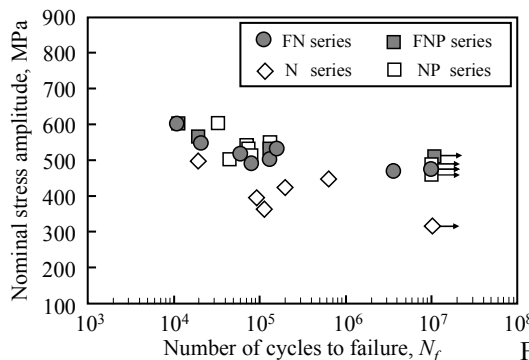 Nominal stress amplitude, MPa
900
800
700
600
500
400
300
200
100
FN series
FNP series
N series
NP series
10³ 10⁴ 10⁵ 10⁶ 10⁷ 10⁸
Number of cycles to failure, N_f